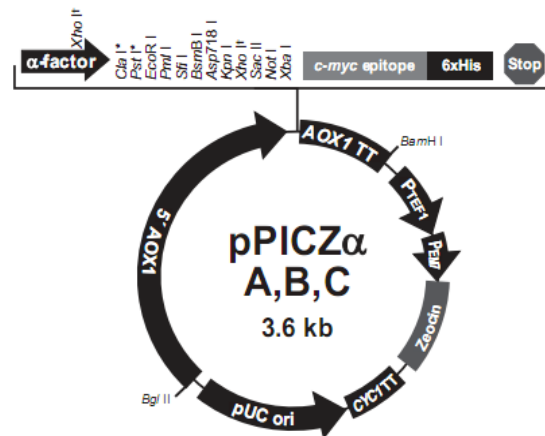 α-factor
Xho I†
Cla I*
Pst I*
EcoR I
Pml I
Sfi I
BsmB I
Asp718 I
Kpn I
Xho I†
Sac II
Not I
Xba I
c-myc epitope
6xHis
Stop
AOX1 TT
BamH I
PTEF1
PEM7
Zeocin
CYC1 TT
pUC ori
Bgl II
5´ AOX1
pPICZα
A,B,C
3.6 kb